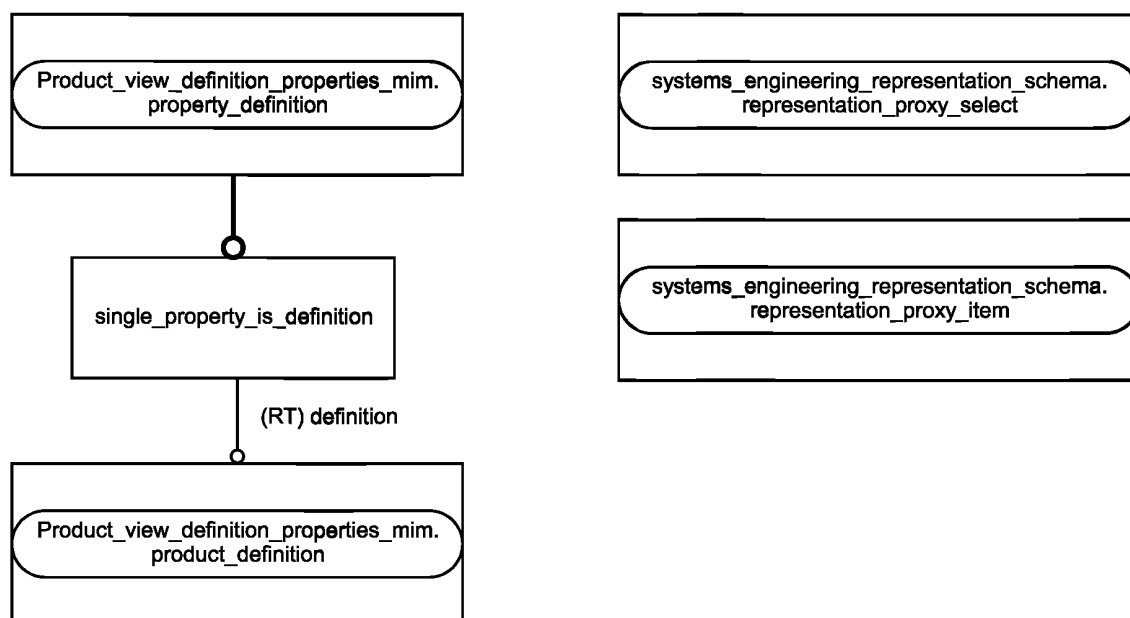 Product_view_definition_properties_mim.
property_definition
systems_engineering_representation_schema.
representation_proxy_select
single_property_is_definition
systems_engineering_representation_schema.
representation_proxy_item
(RT) definition
Product_view_definition_properties_mim.
product_definition